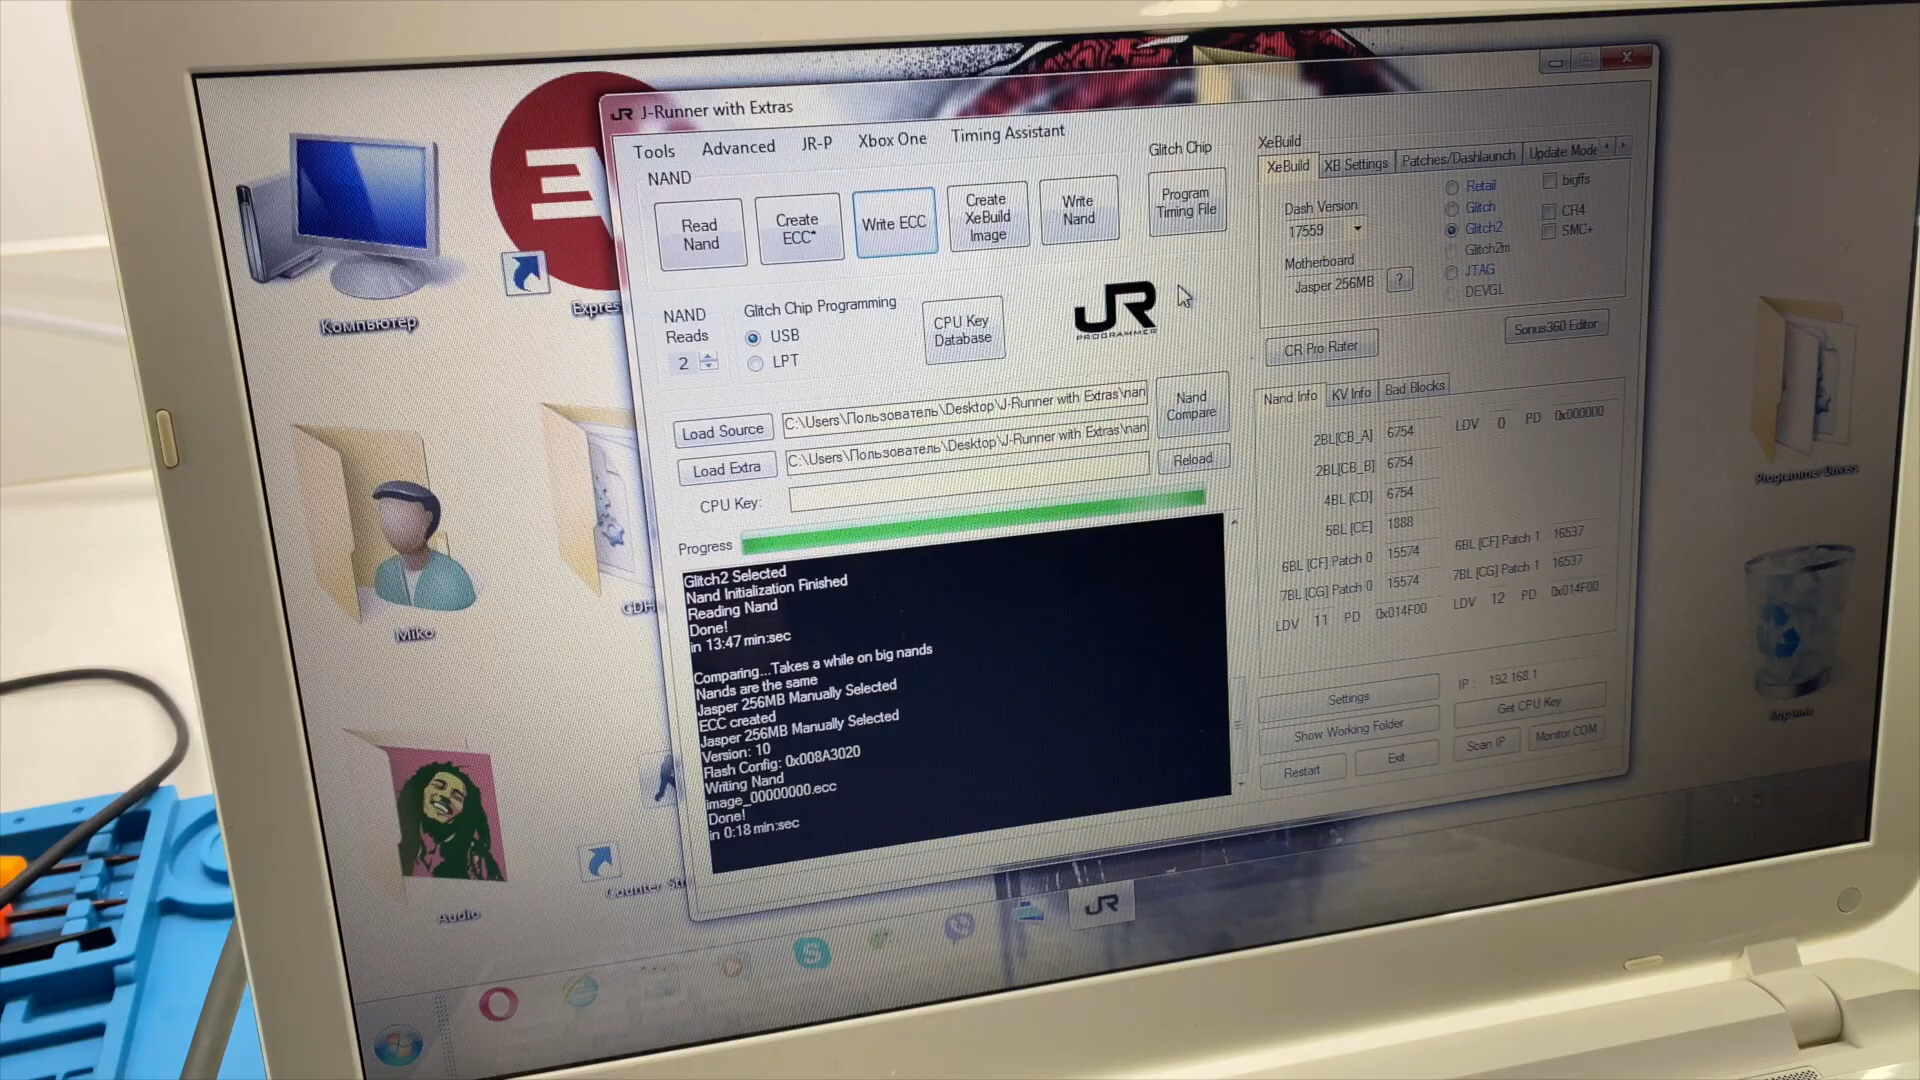 Компьютер
Miko
Audio
J-Runner with Extras
Tools Advanced JR-P Xbox One Timing Assistant
NAND
Read Nand
Create ECC*
Write ECC
Create XeBuild Image
Write Nand
Glitch Chip
Program Timing File
NAND Reads
2
Glitch Chip Programming
USB
LPT
CPU Key Database
JR
PROGRAMMER
Load Source
C:\Users\Пользователь\Desktop\J-Runner with Extras\nan
Load Extra
C:\Users\Пользователь\Desktop\J-Runner with Extras\nan
CPU Key:
Nand Compare
Reload
Progress
Glitch2 Selected
Nand Initialization Finished
Reading Nand
Done!
in 13:47 min:sec
Comparing...Takes a while on big nands
Nands are the same
Jasper 256MB Manually Selected
ECC created
Jasper 256MB Manually Selected
Version: 10
Flash Config: 0x008A3020
Writing Nand
image_00000000.ecc
Done!
in 0:18 min:sec
XeBuild
XeBuild XB Settings Patches/Dashlaunch Update Mode
Dash Version
17559
Motherboard
Jasper 256MB ?
Retail
Glitch
Glitch2
Glitch2m
JTAG
DEVGL
bigffs
CR4
SMC+
CR Pro Rater
Sonus360 Editor
Nand Info KV Info Bad Blocks
2BL[CB_A] 6754 LDV 0 PD 0x000000
2BL[CB_B] 6754
4BL [CD] 6754
5BL [CE] 1888
6BL [CF] Patch 0 15574 6BL [CF] Patch 1 16537
7BL [CG] Patch 0 15574 7BL [CG] Patch 1 16537
LDV 11 PD 0x014F00 LDV 12 PD 0x014F00
Settings
IP : 192.168.1
Show Working Folder
Get CPU Key
Restart
Exit
Scan IP
Monitor COM
Корзина
JR